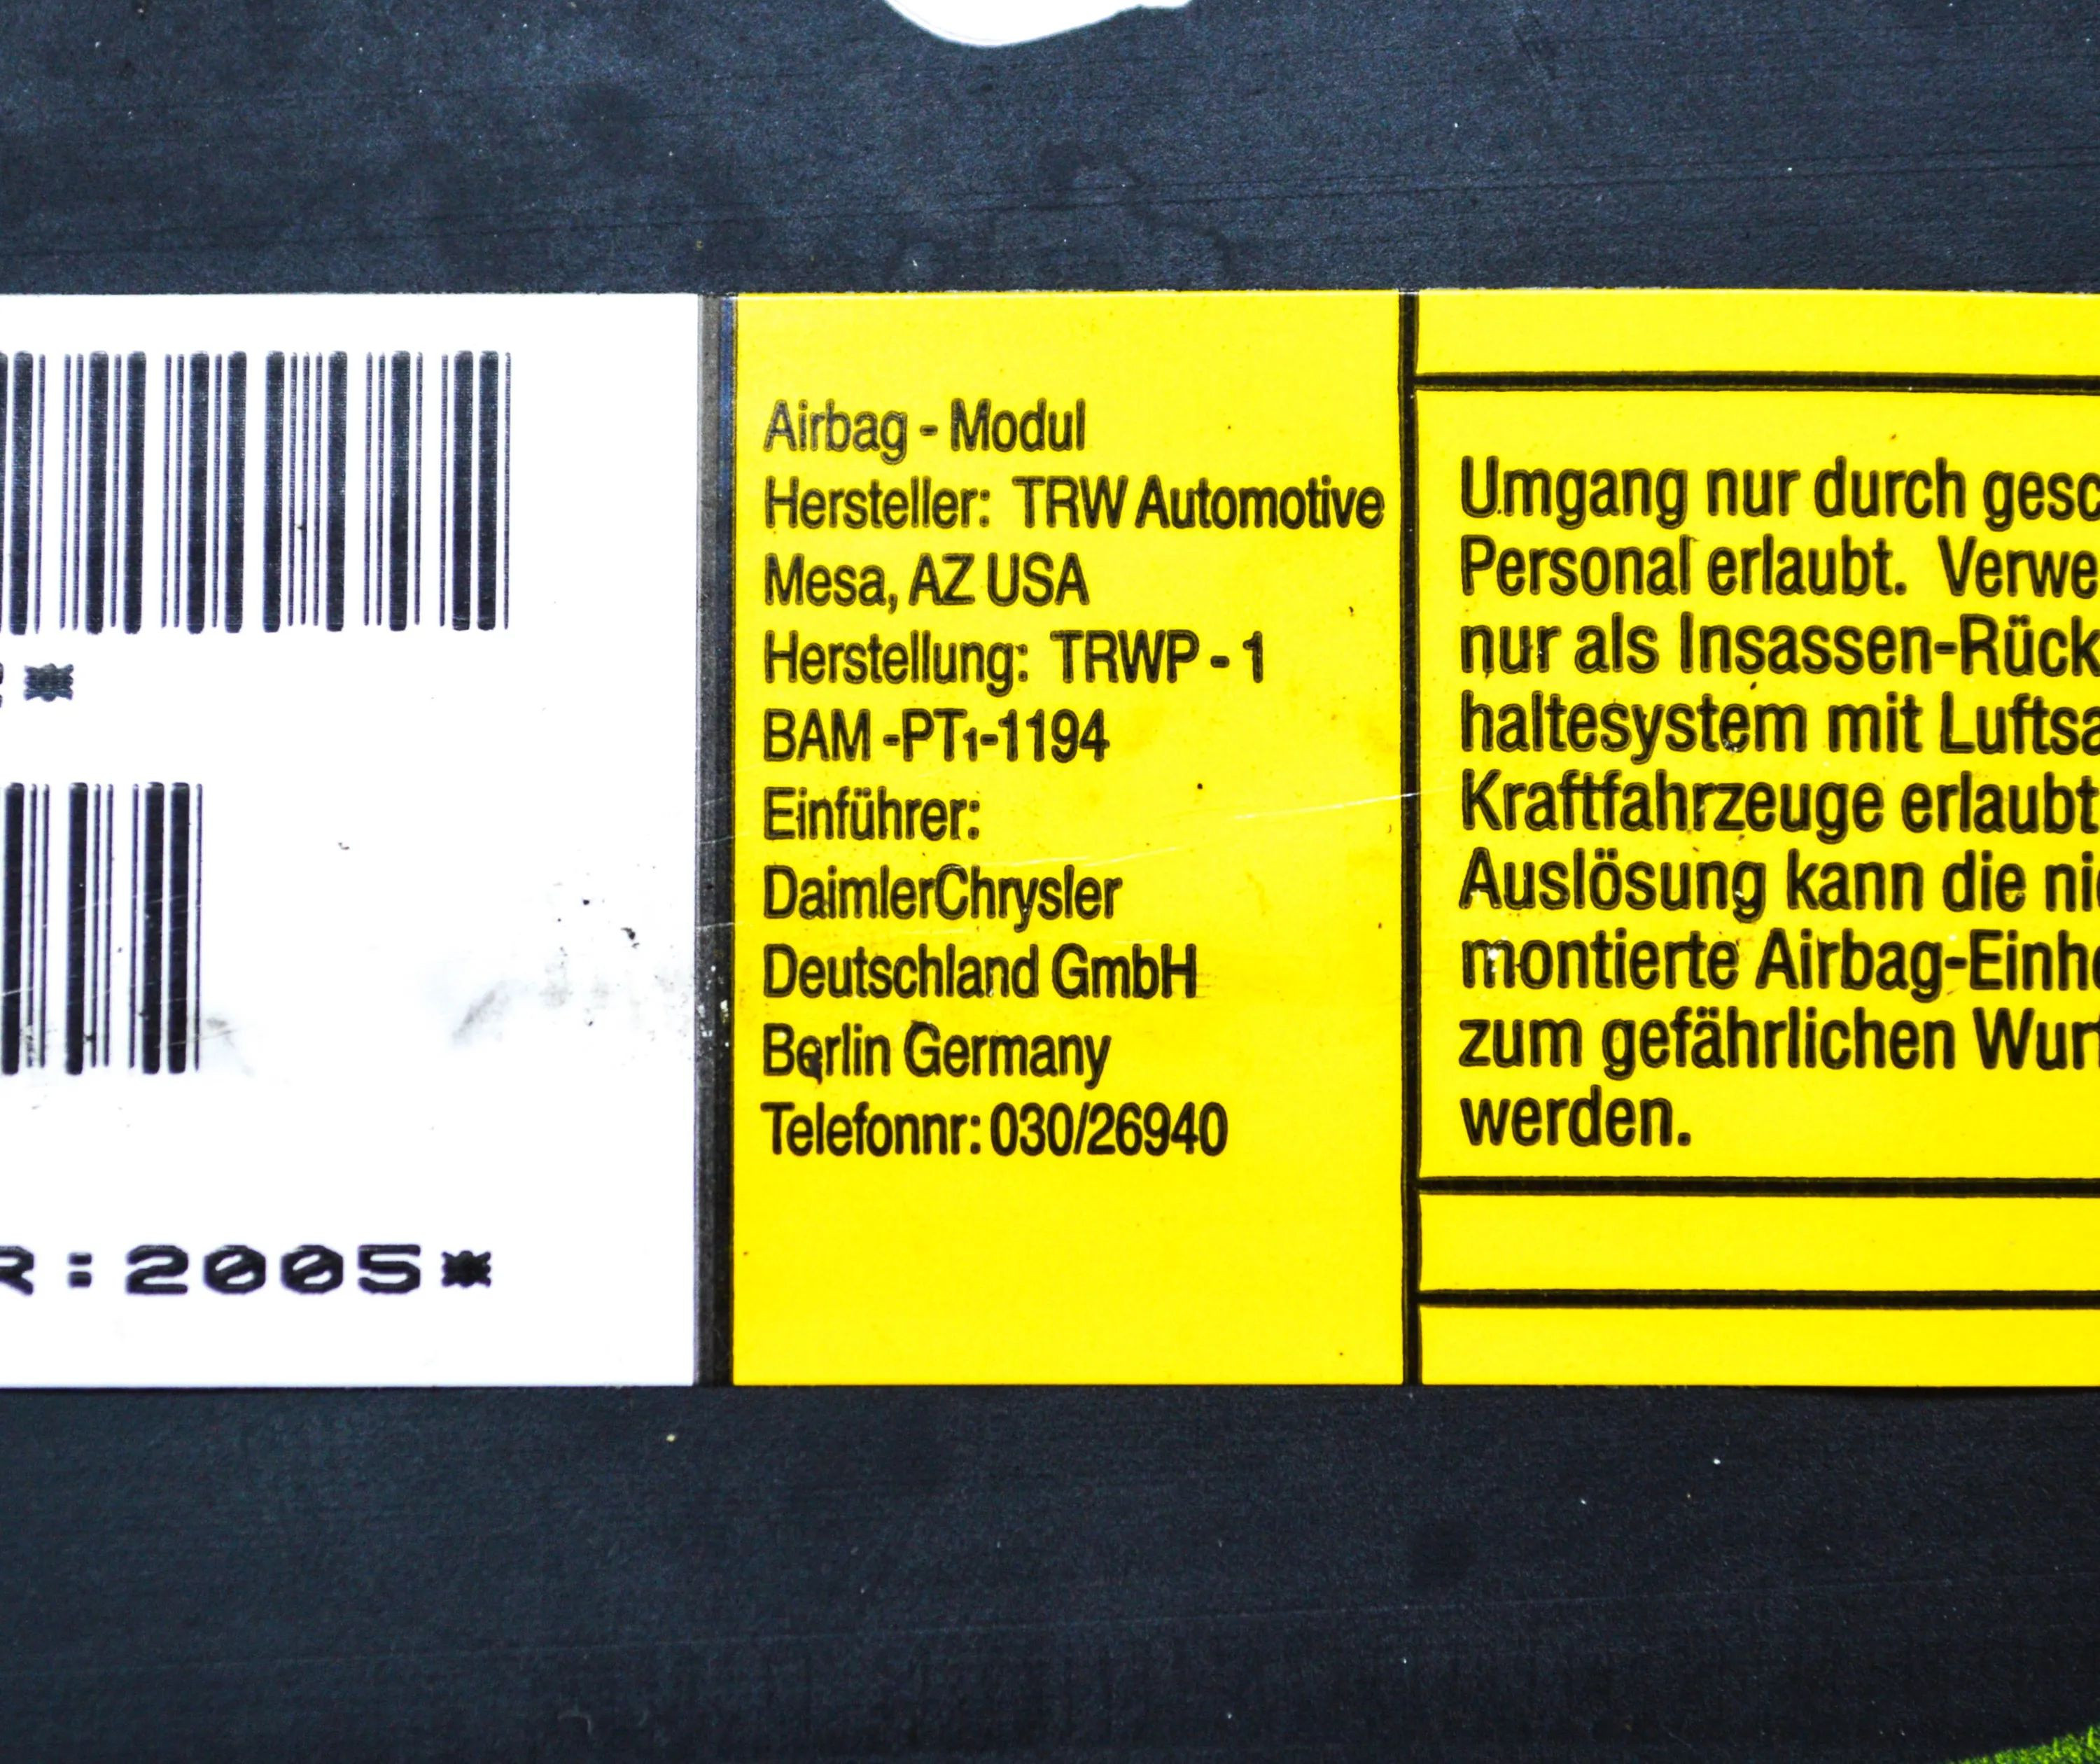 R:2005*
Airbag - Modul
Hersteller: TRW Automotive
Mesa, AZ USA
Herstellung: TRWP - 1
BAM -PT1-1194
Einführer:
DaimlerChrysler
Deutschland GmbH
Berlin Germany
Telefonnr: 030/26940
Umgang nur durch gesc
Personal erlaubt. Verwe
nur als Insassen-Rück
haltesystem mit Luftsa
Kraftfahrzeuge erlaubt
Auslösung kann die nic
montierte Airbag-Einhe
zum gefährlichen Wurf
werden.